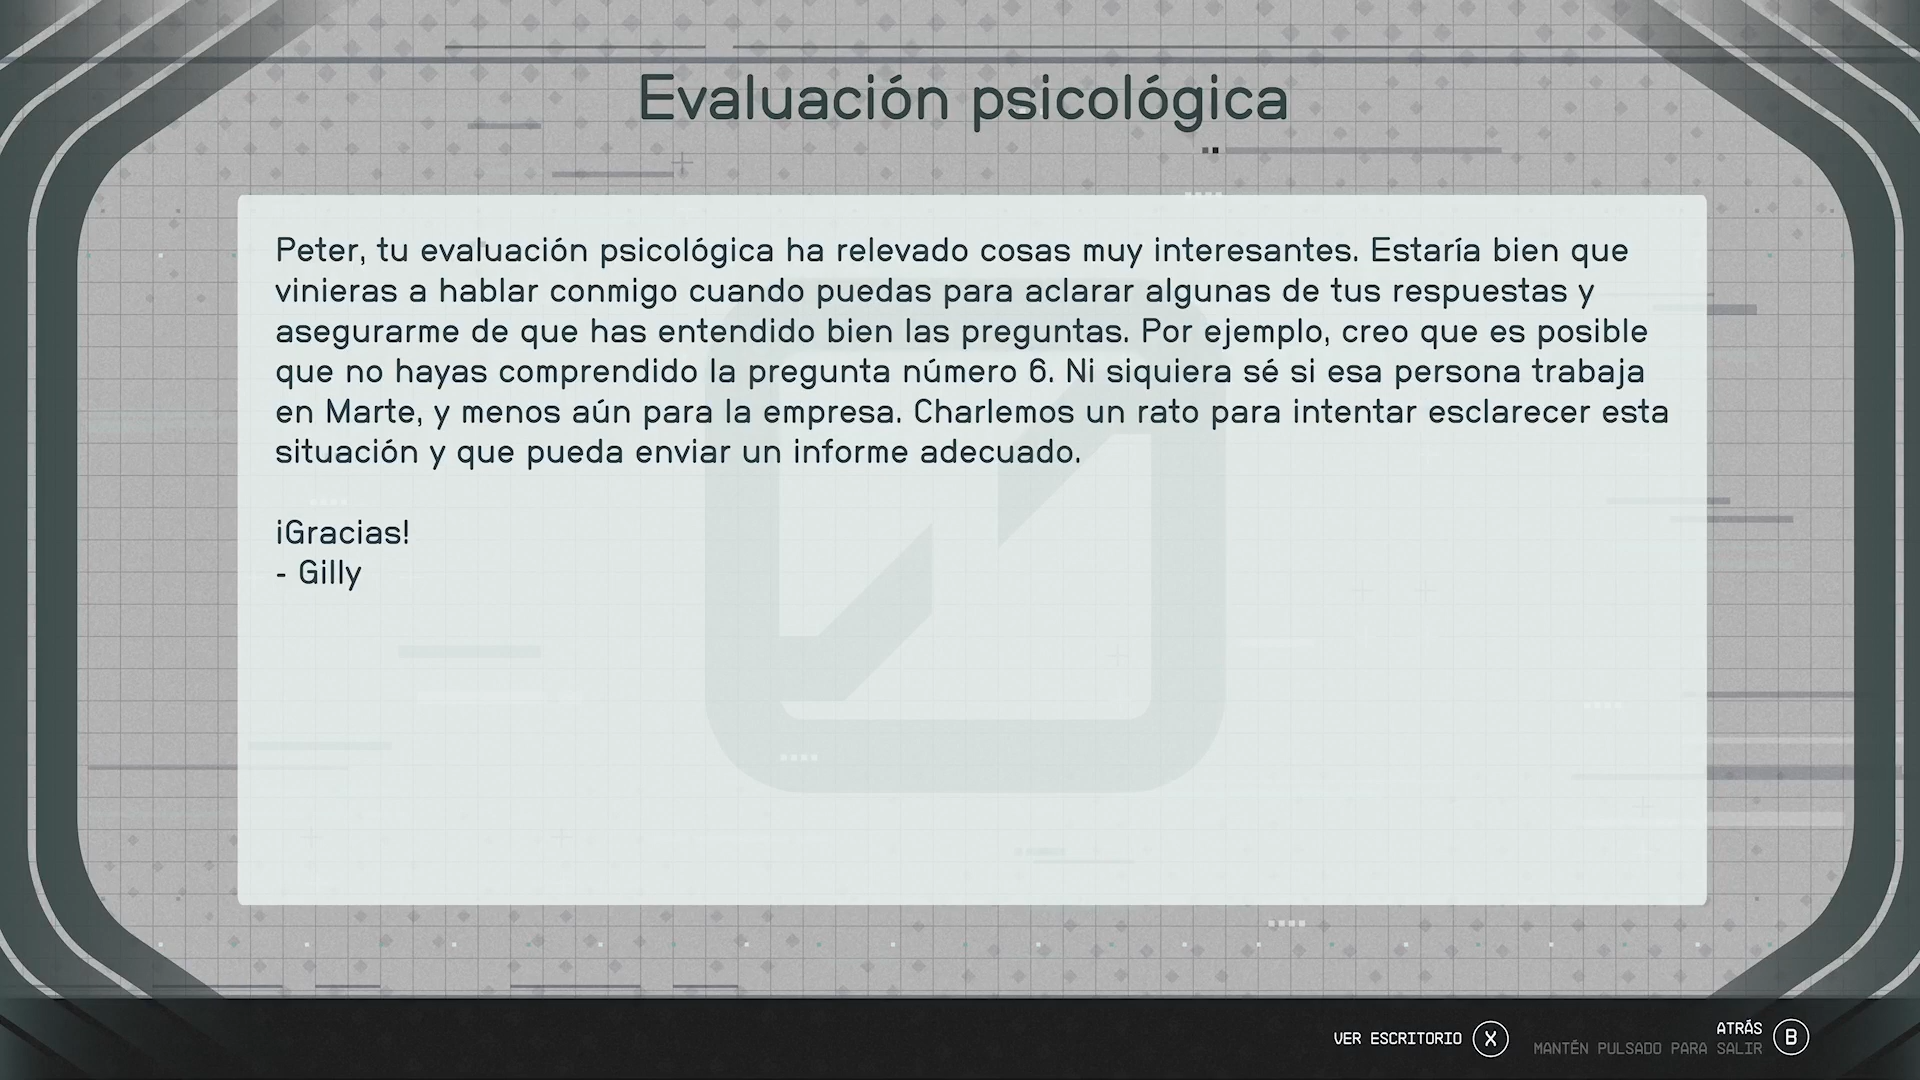 Evaluación psicológica
Peter, tu evaluación psicológica ha relevado cosas muy interesantes. Estaría bien que
vinieras a hablar conmigo cuando puedas para aclarar algunas de tus respuestas y
asegurarme de que has entendido bien las preguntas. Por ejemplo, creo que es posible
que no hayas comprendido la pregunta número 6. Ni siquiera sé si esa persona trabaja
en Marte, y menos aún para la empresa. Charlemos un rato para intentar esclarecer esta
situación y que pueda enviar un informe adecuado.
¡Gracias!
- Gilly
VER ESCRITORIO X
ATRÁS B
MANTÉN PULSADO PARA SALIR